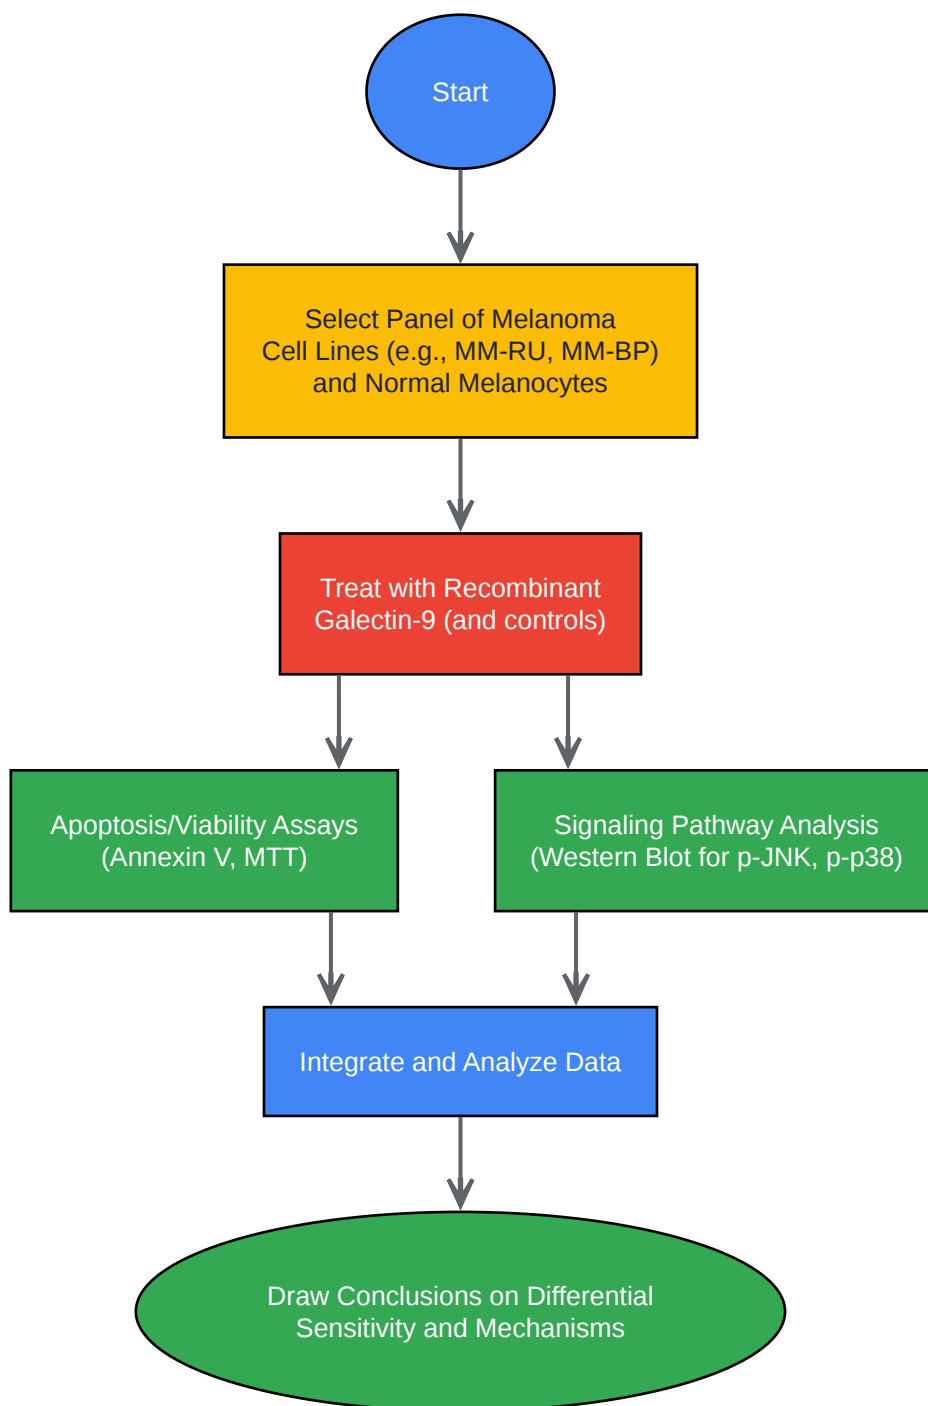 Start
Select Panel of Melanoma
Cell Lines (e.g., MM-RU, MM-BP)
and Normal Melanocytes
Treat with Recombinant
Galectin-9 (and controls)
Apoptosis/Viability Assays
(Annexin V, MTT)
Signaling Pathway Analysis
(Western Blot for p-JNK, p-p38)
Integrate and Analyze Data
Draw Conclusions on Differential
Sensitivity and Mechanisms